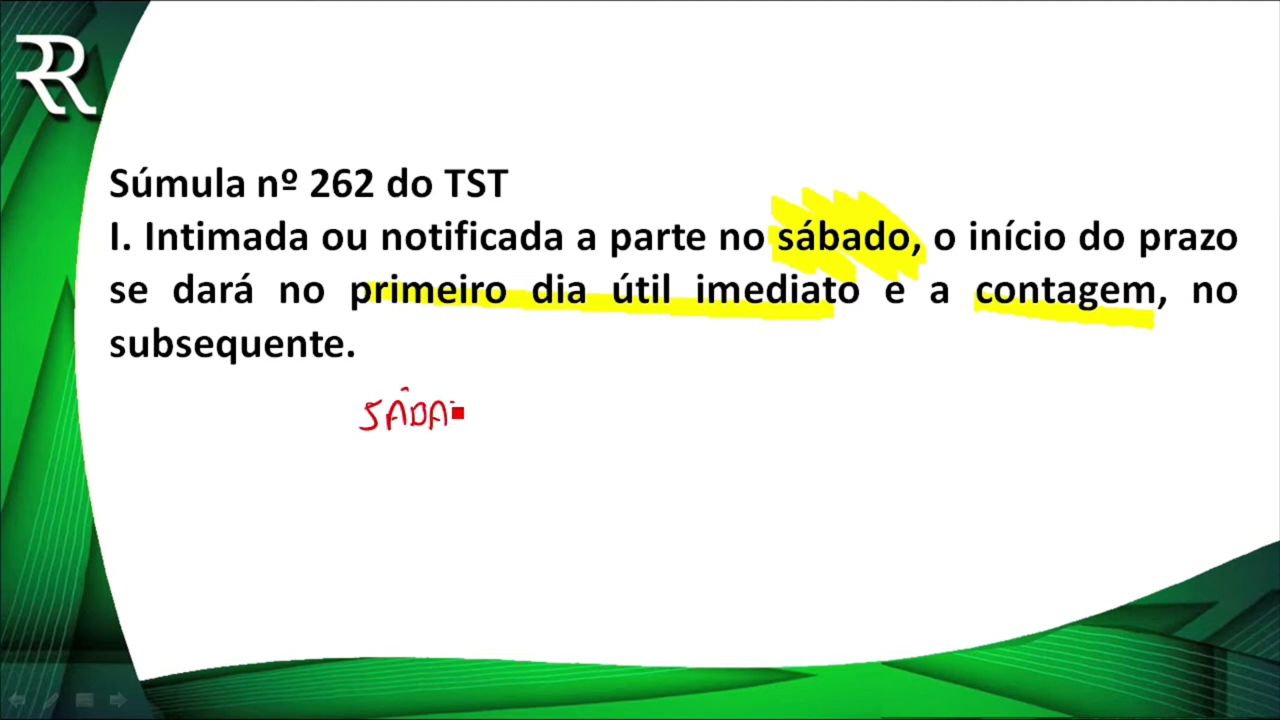 Súmula nº 262 do TST
I. Intimada ou notificada a parte no sábado, o início do prazo
se dará no primeiro dia útil imediato e a contagem, no
subsequente.
SÁBA